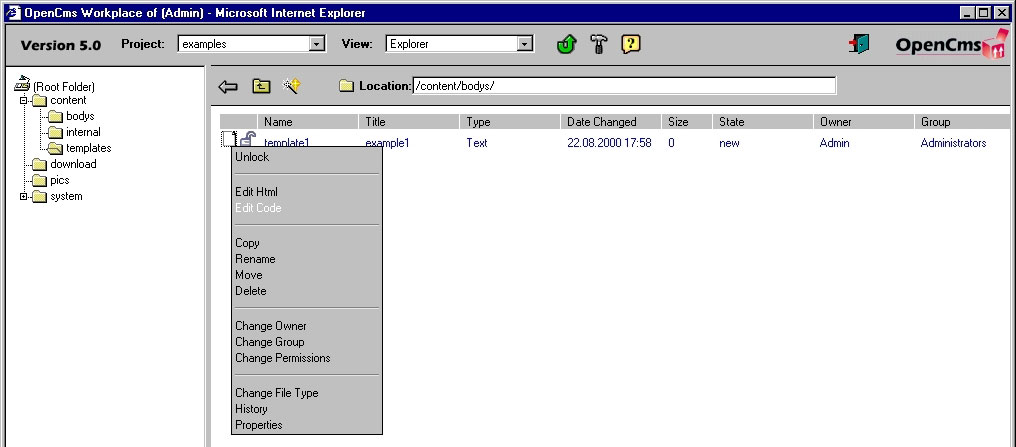 OpenCms Workplace of (Admin) - Microsoft Internet Explorer
Version 5.0 Project: examples View: Explorer OpenCms
(Root Folder)
content
bodys
internal
templates
download
pics
system
Location: /content/bodys/
Name Title Type Date Changed Size State Owner Group
template1 example1 Text 22.08.2000 17:58 0 new Admin Administrators
Unlock
Edit Html
Edit Code
Copy
Rename
Move
Delete
Change Owner
Change Group
Change Permissions
Change File Type
History
Properties